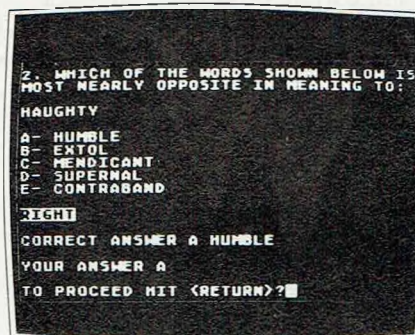 2. WHICH OF THE WORDS SHOWN BELOW IS
MOST NEARLY OPPOSITE IN MEANING TO:
HAUGHTY
A- HUMBLE
B- EXTOL
C- MENDICANT
D- SUPERNAL
E- CONTRABAND
RIGHT
CORRECT ANSWER A HUMBLE
YOUR ANSWER A
TO PROCEED HIT <RETURN>?